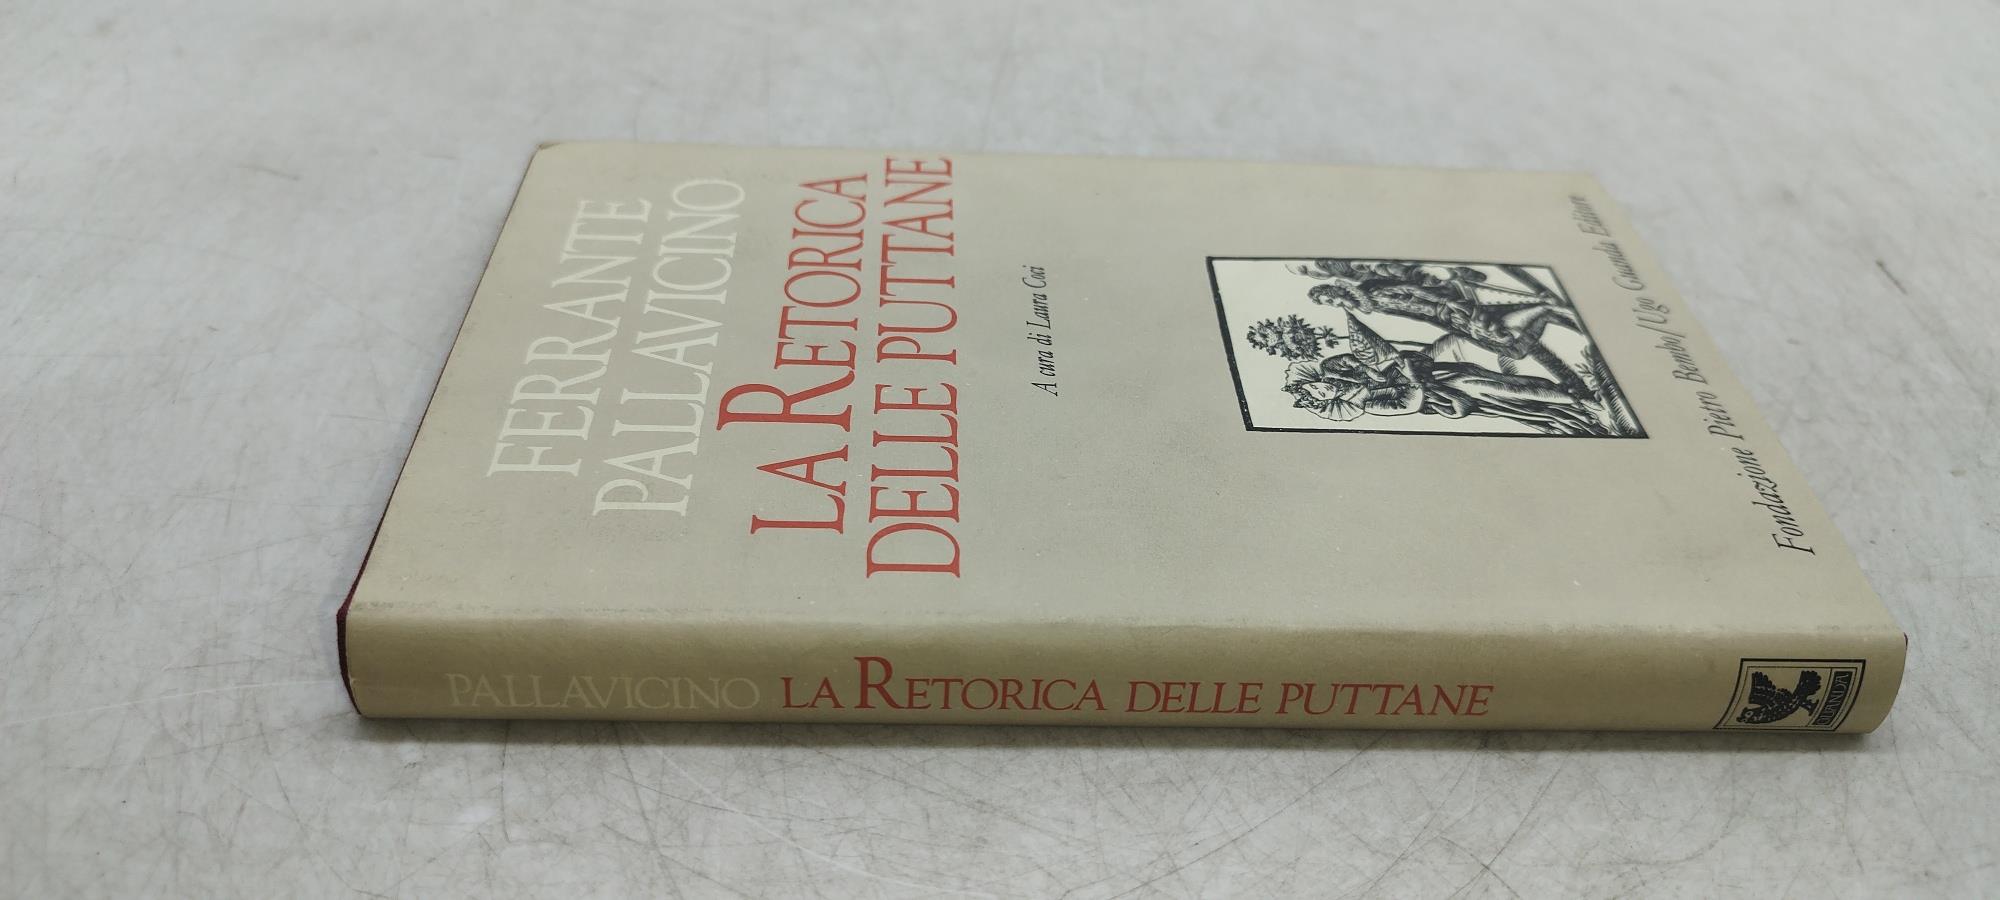 FERRANTE
PALLAVICINO
LA RETORICA
DELLE PUTTANE
A cura di Laura Coci
Fondazione Pietro Bembo/Ugo Guanda Editore
PALLAVICINO LA RETORICA DELLE PUTTANE
GUANDA